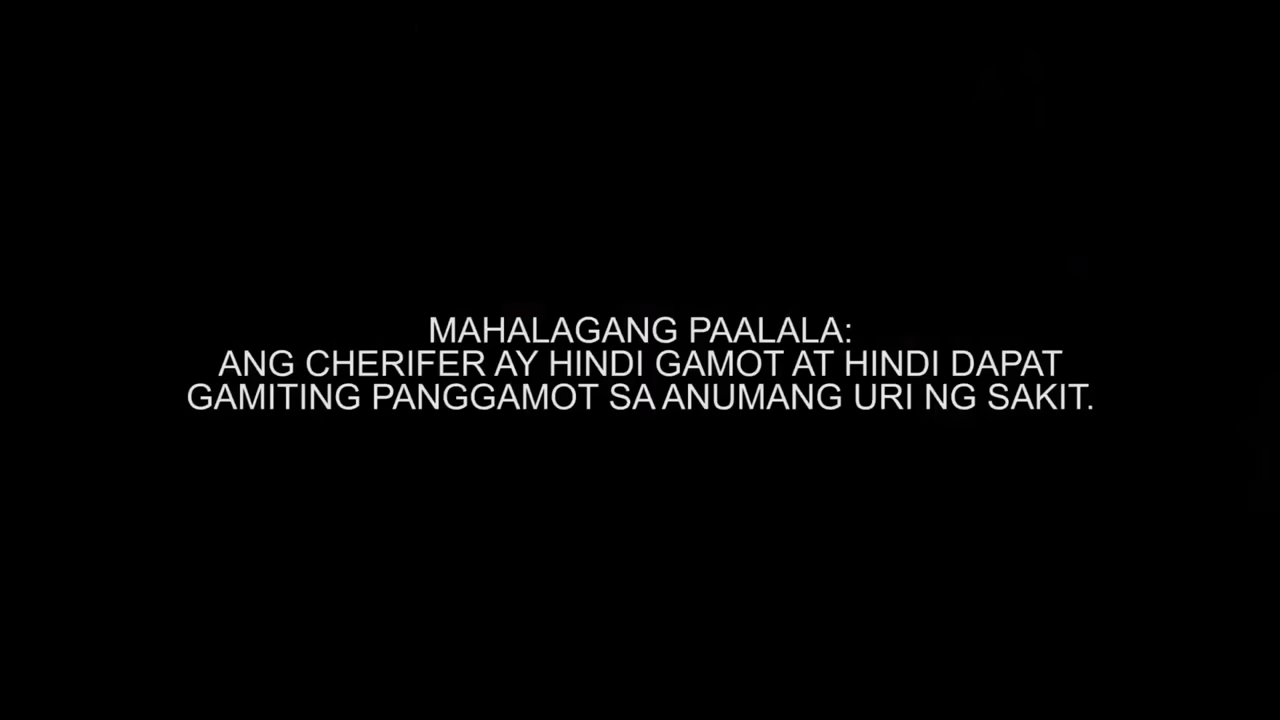 MAHALAGANG PAALALA:
ANG CHERIFER AY HINDI GAMOT AT HINDI DAPAT
GAMITING PANGGAMOT SA ANUMANG URI NG SAKIT.